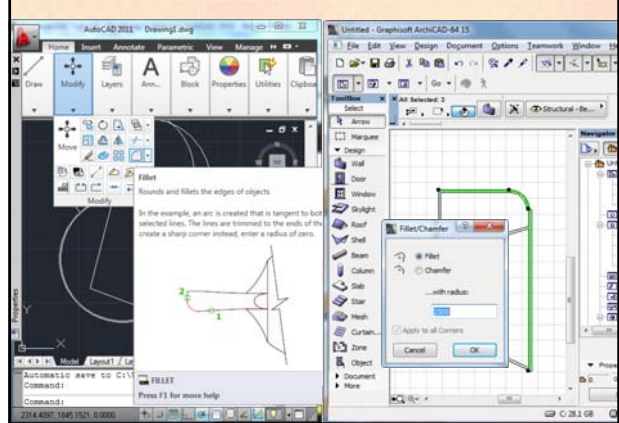 AutoCAD 2011 Drawing1.dwg
Home Insert Annotate Parametric View Manage
Draw Modify Layers Ann... Block Properties Utilities Clipboa
Move
Modify
Fillet
Rounds and fillets the edges of objects
In the example, an arc is created that is tangent to bot
selected lines. The lines are trimmed to the ends of the
create a sharp corner instead, enter a radius of zero.
2
1
FILLET
Press F1 for more help
Properties
Y
X
Model Layout1
Automatic save to C:\
Command:
Command:
2314.4097, 1845.1521, 0.0000
Untitled - Graphisoft ArchiCAD-64 15
File Edit View Design Document Options Teamwork Window H
Go
ToolBox
Select
Arrow
Marquee
Design
Wall
Door
Window
Skylight
Roof
Shell
Beam
Column
Slab
Stair
Mesh
Curtain...
Zone
Object
Document
More
All Selected: 3
Structural - Be...
Navigator
Fillet/Chamfer
Fillet
Chamfer
...with radius:
Apply to all Corners
Cancel OK
C: 28.1 GB